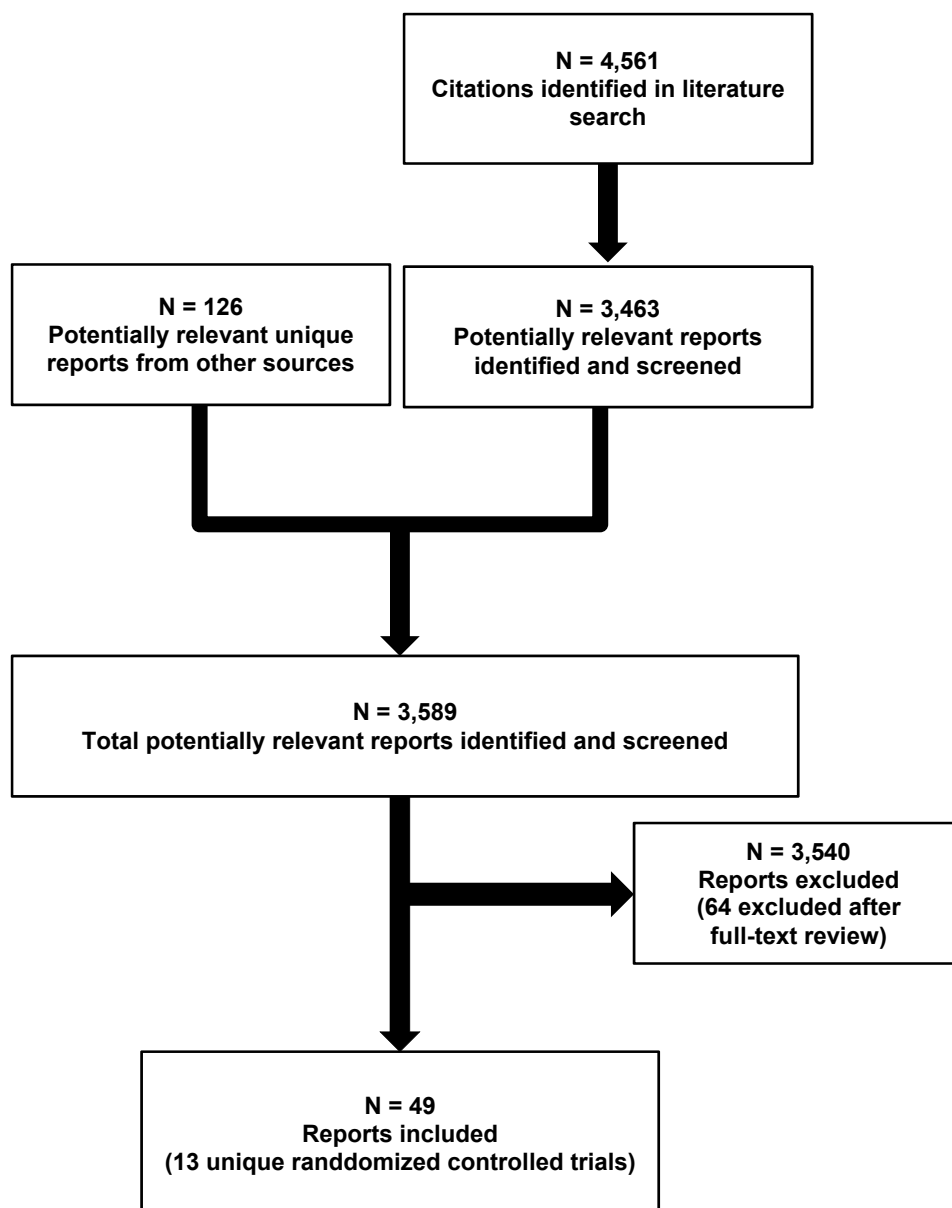 N = 4,561
Citations identified in literature
search
N = 126
Potentially relevant unique
reports from other sources
N = 3,463
Potentially relevant reports
identified and screened
N = 3,589
Total potentially relevant reports identified and screened
N = 3,540
Reports excluded
(64 excluded after
full-text review)
N = 49
Reports included
(13 unique randdomized controlled trials)